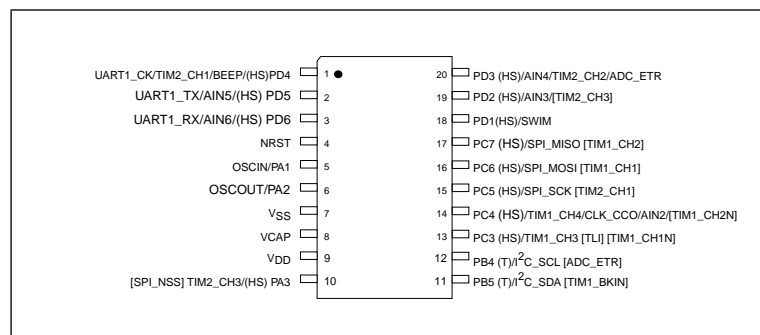 UART1_CK/TIM2_CH1/BEEP/(HS)PD4 1 20 PD3 (HS)/AIN4/TIM2_CH2/ADC_ETR
UART1_TX/AIN5/(HS) PD5 2 19 PD2 (HS)/AIN3/[TIM2_CH3]
UART1_RX/AIN6/(HS) PD6 3 18 PD1(HS)/SWIM
NRST 4 17 PC7 (HS)/SPI_MISO [TIM1_CH2]
OSCIN/PA1 5 16 PC6 (HS)/SPI_MOSI [TIM1_CH1]
OSCOUT/PA2 6 15 PC5 (HS)/SPI_SCK [TIM2_CH1]
VSS 7 14 PC4 (HS)/TIM1_CH4/CLK_CCO/AIN2/[TIM1_CH2N]
VCAP 8 13 PC3 (HS)/TIM1_CH3 [TLI] [TIM1_CH1N]
VDD 9 12 PB4 (T)/I2C_SCL [ADC_ETR]
[SPI_NSS] TIM2_CH3/(HS) PA3 10 11 PB5 (T)/I2C_SDA [TIM1_BKIN]